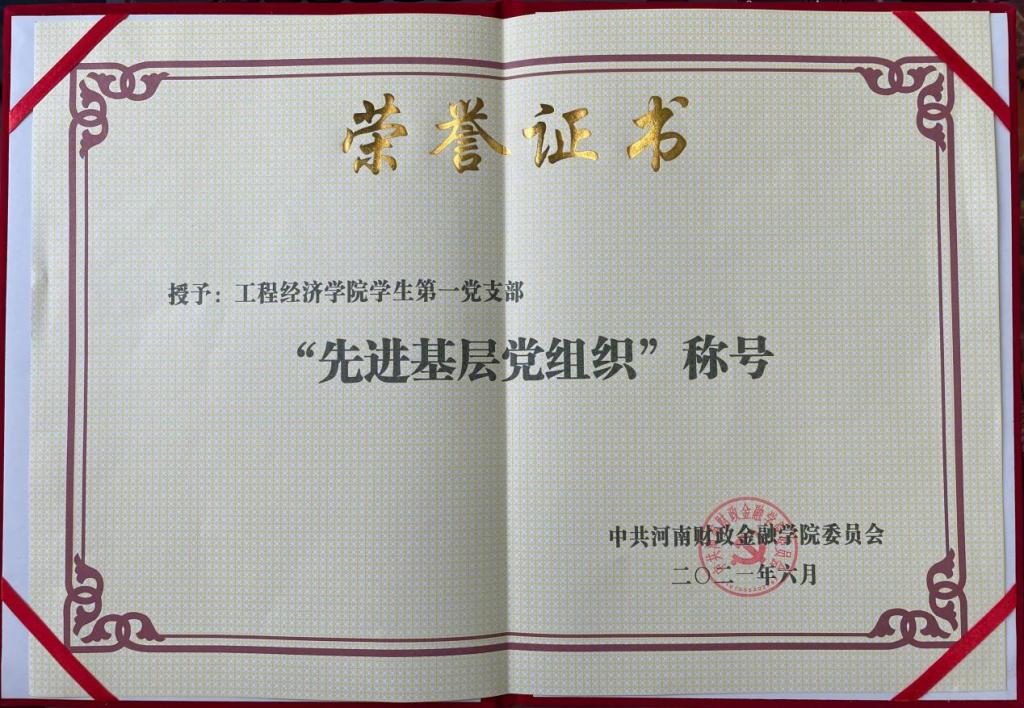 荣誉证书
授予：工程经济学院学生第一党支部
“先进基层党组织”称号
中共河南财政金融学院委员会
二〇二一年六月